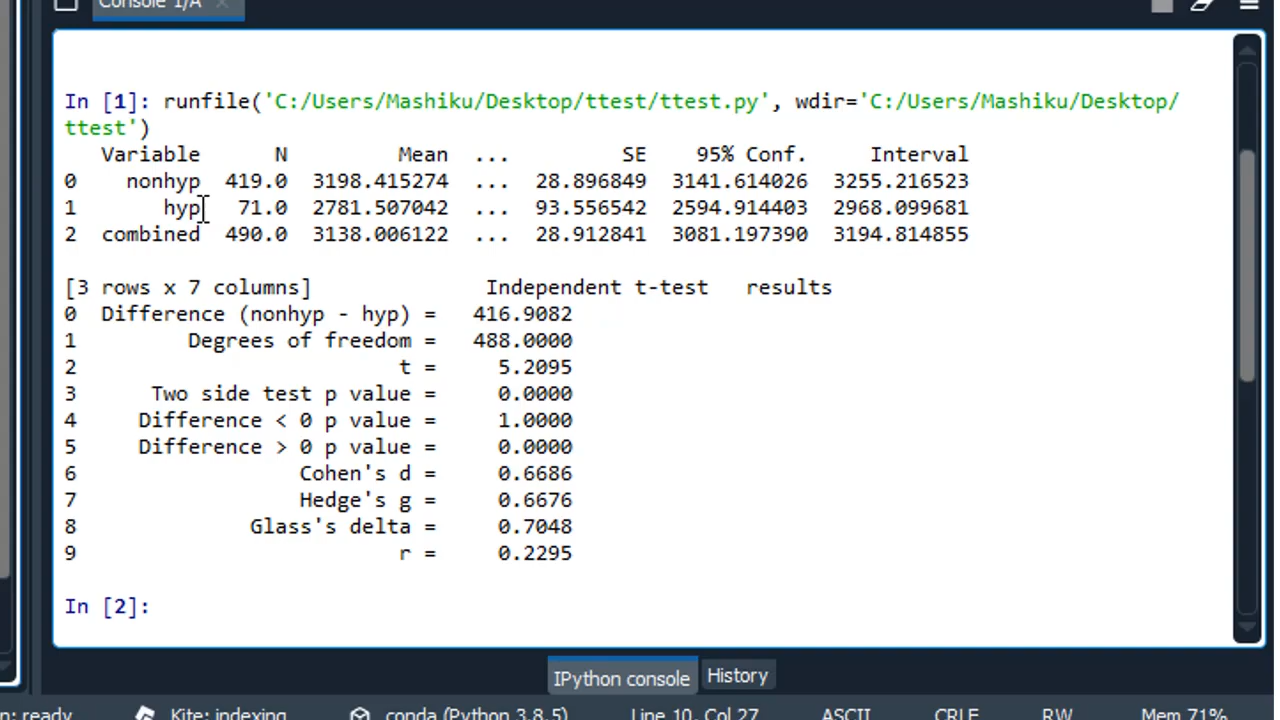 Console 1/A
In [1]: runfile('C:/Users/Mashiku/Desktop/ttest/ttest.py', wdir='C:/Users/Mashiku/Desktop/
ttest')
Variable N Mean ... SE 95% Conf. Interval
0 nonhyp 419.0 3198.415274 ... 28.896849 3141.614026 3255.216523
1 hyp 71.0 2781.507042 ... 93.556542 2594.914403 2968.099681
2 combined 490.0 3138.006122 ... 28.912841 3081.197390 3194.814855
[3 rows x 7 columns] Independent t-test results
0 Difference (nonhyp - hyp) = 416.9082
1 Degrees of freedom = 488.0000
2 t = 5.2095
3 Two side test p value = 0.0000
4 Difference < 0 p value = 1.0000
5 Difference > 0 p value = 0.0000
6 Cohen's d = 0.6686
7 Hedge's g = 0.6676
8 Glass's delta = 0.7048
9 r = 0.2295
In [2]:
IPython console History
n: ready Kite: indexing conda (Python 3.8.5) Line 10, Col 27 ASCII CRLF RW Mem 71%